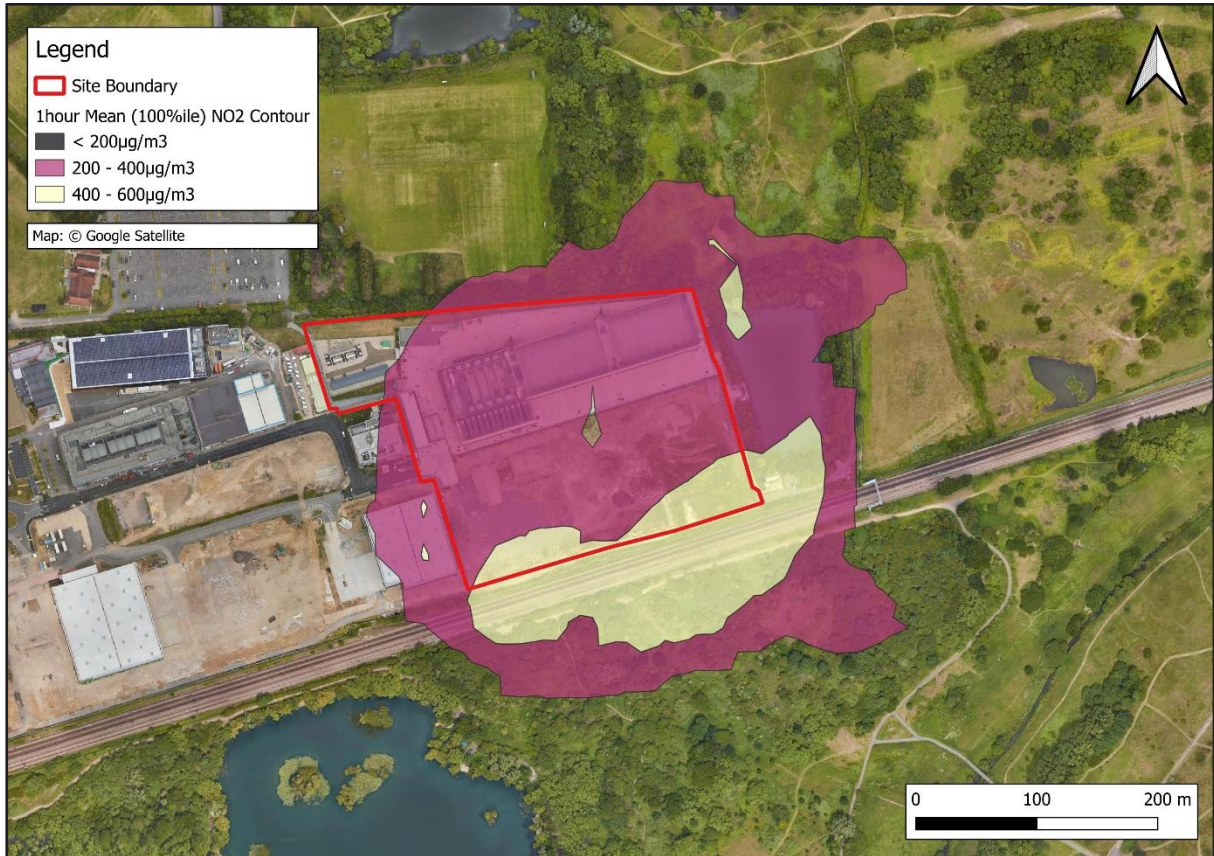 Legend
Site Boundary
1hour Mean (100%ile) NO2 Contour
< 200µg/m3
200 - 400µg/m3
400 - 600µg/m3
Map: © Google Satellite
0 100 200 m